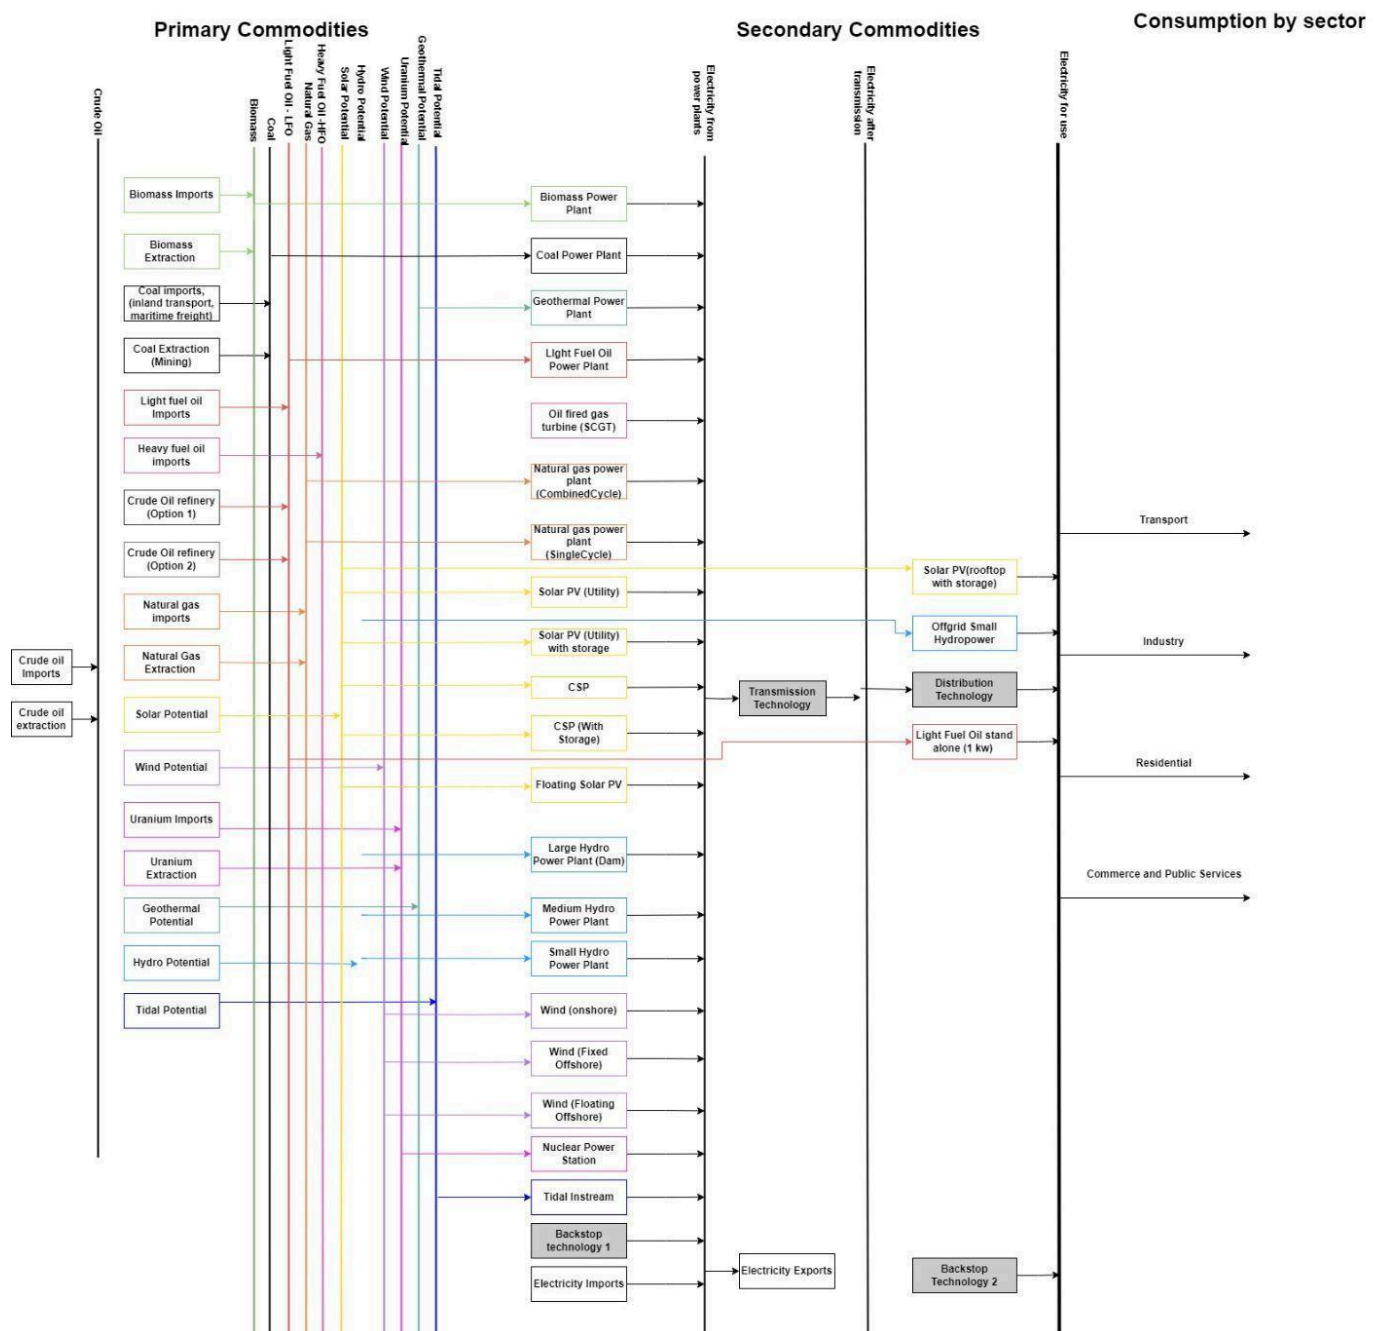 Primary Commodities
Secondary Commodities
Consumption by sector
Crude Oil
Biomass
Coal
Light Fuel Oil - LFO
Natural Gas
Heavy Fuel Oil -HFO
Solar Potential
Hydro Potential
Wind Potential
Uranium Potential
Geothermal Potential
Tidal Potential
Electricity from
power plants
Electricity after
transmission
Electricity for use
Crude oil
Imports
Crude oil
extraction
Biomass Imports
Biomass
Extraction
Coal imports,
(inland transport,
maritime freight)
Coal Extraction
(Mining)
Light fuel oil
Imports
Heavy fuel oil
imports
Crude Oil refinery
(Option 1)
Crude Oil refinery
(Option 2)
Natural gas
imports
Natural Gas
Extraction
Solar Potential
Wind Potential
Uranium Imports
Uranium
Extraction
Geothermal
Potential
Hydro Potential
Tidal Potential
Biomass Power
Plant
Coal Power Plant
Geothermal Power
Plant
LIght Fuel Oil
Power Plant
Oil fired gas
turbine (SCGT)
Natural gas power
plant
(CombinedCycle)
Natural gas power
plant
(SingleCycle)
Solar PV (Utility)
Solar PV (Utility)
with storage
CSP
CSP (With
Storage)
Floating Solar PV
Large Hydro
Power Plant (Dam)
Medium Hydro
Power Plant
Small Hydro
Power Plant
Wind (onshore)
Wind (Fixed
Offshore)
Wind (Floating
Offshore)
Nuclear Power
Station
Tidal Instream
Backstop
technology 1
Electricity Imports
Transmission
Technology
Electricity Exports
Solar PV(rooftop
with storage)
Offgrid Small
Hydropower
Distribution
Technology
Light Fuel Oil stand
alone (1 kw)
Backstop
Technology 2
Transport
Industry
Residential
Commerce and Public Services